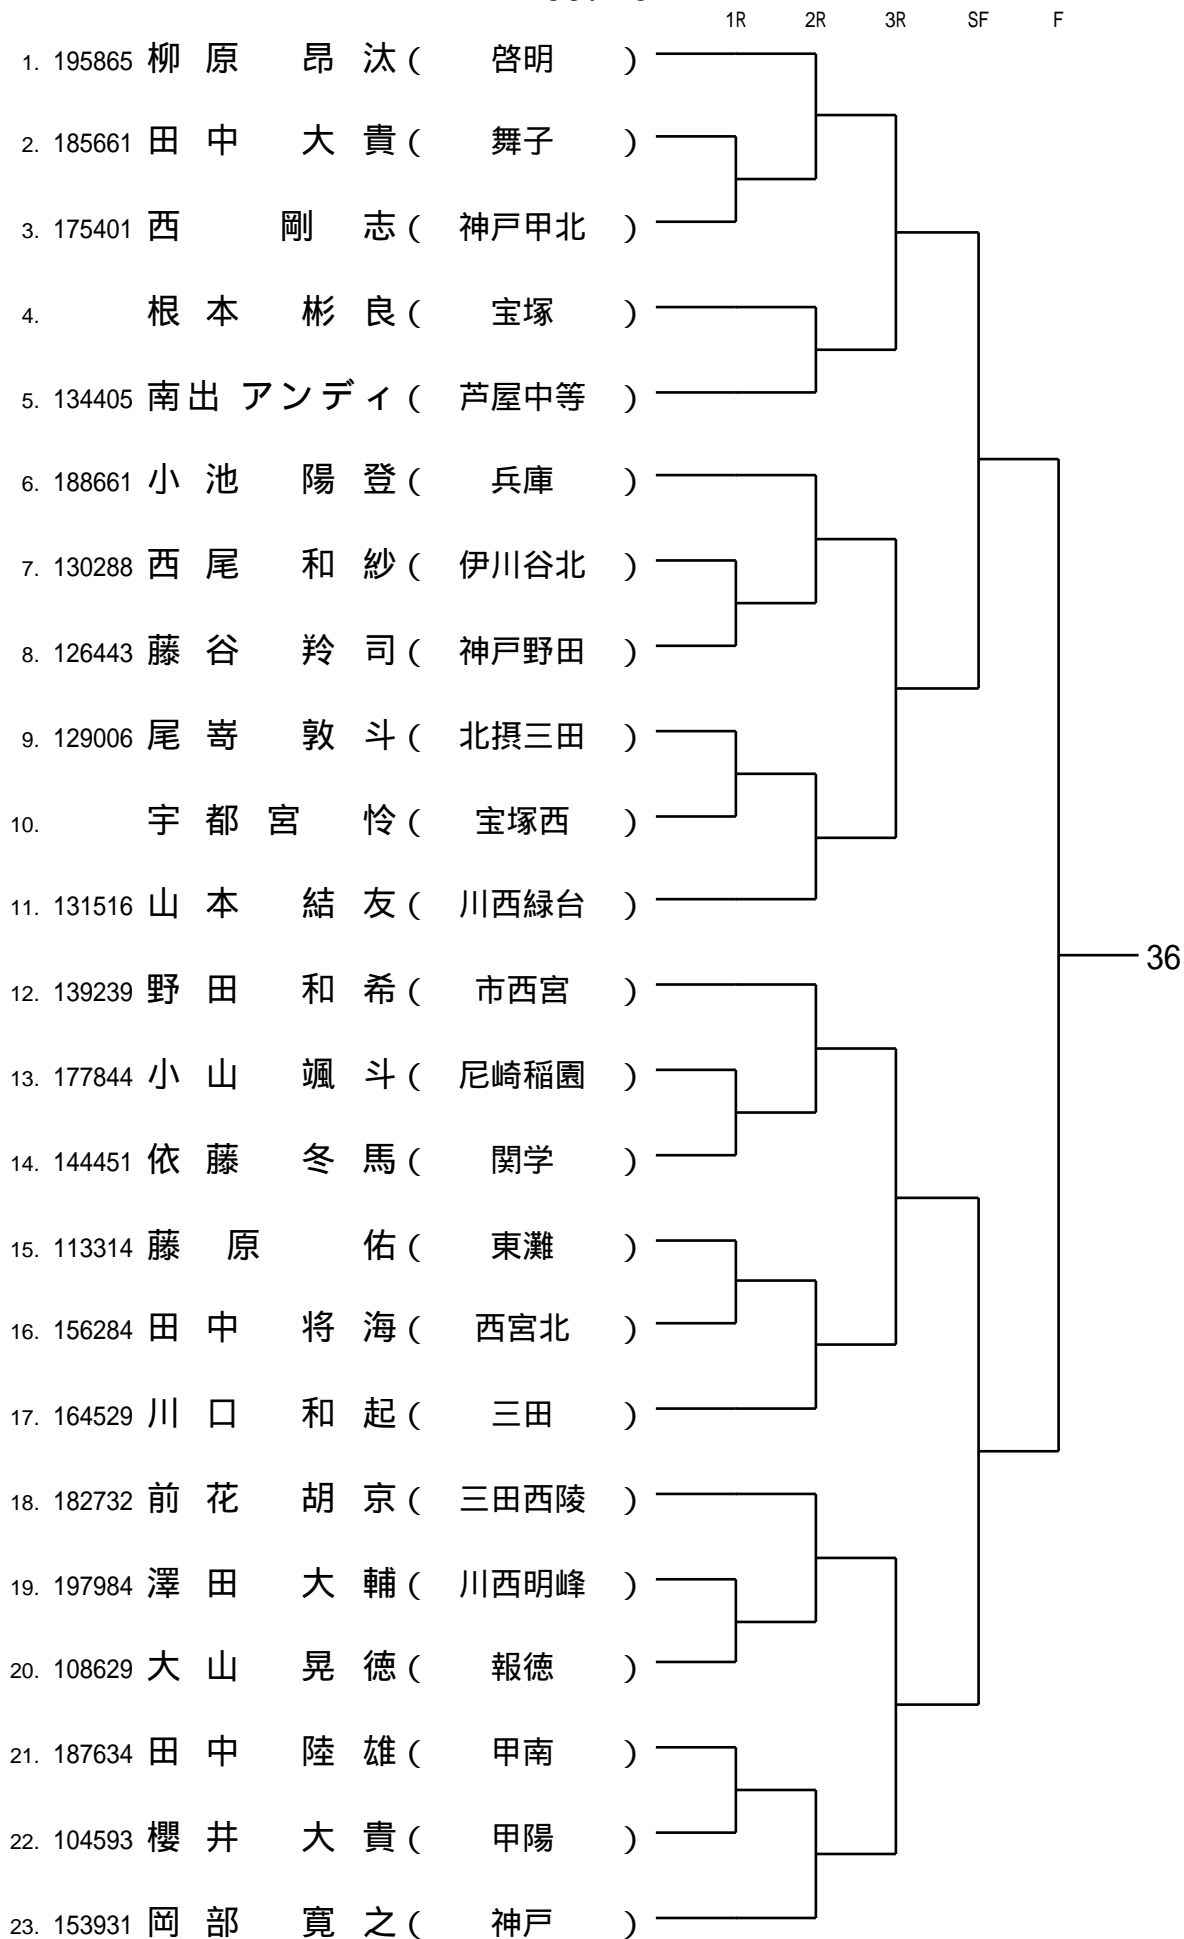 1R 2R 3R SF F
1. 195865 柳原 昂汰 ( 啓明 )
2. 185661 田中 大貴 ( 舞子 )
3. 175401 西 剛志 ( 神戸甲北 )
4. 根本 彬良 ( 宝塚 )
5. 134405 南出 アンディ ( 芦屋中等 )
6. 188661 小池 陽登 ( 兵庫 )
7. 130288 西尾 和紗 ( 伊川谷北 )
8. 126443 藤谷 羚司 ( 神戸野田 )
9. 129006 尾嵜 敦斗 ( 北摂三田 )
10. 宇都宮 怜 ( 宝塚西 )
11. 131516 山本 結友 ( 川西緑台 )
36
12. 139239 野田 和希 ( 市西宮 )
13. 177844 小山 颯斗 ( 尼崎稲園 )
14. 144451 依藤 冬馬 ( 関学 )
15. 113314 藤原 佑 ( 東灘 )
16. 156284 田中 将海 ( 西宮北 )
17. 164529 川口 和起 ( 三田 )
18. 182732 前花 胡京 ( 三田西陵 )
19. 197984 澤田 大輔 ( 川西明峰 )
20. 108629 大山 晃徳 ( 報徳 )
21. 187634 田中 陸雄 ( 甲南 )
22. 104593 櫻井 大貴 ( 甲陽 )
23. 153931 岡部 寛之 ( 神戸 )